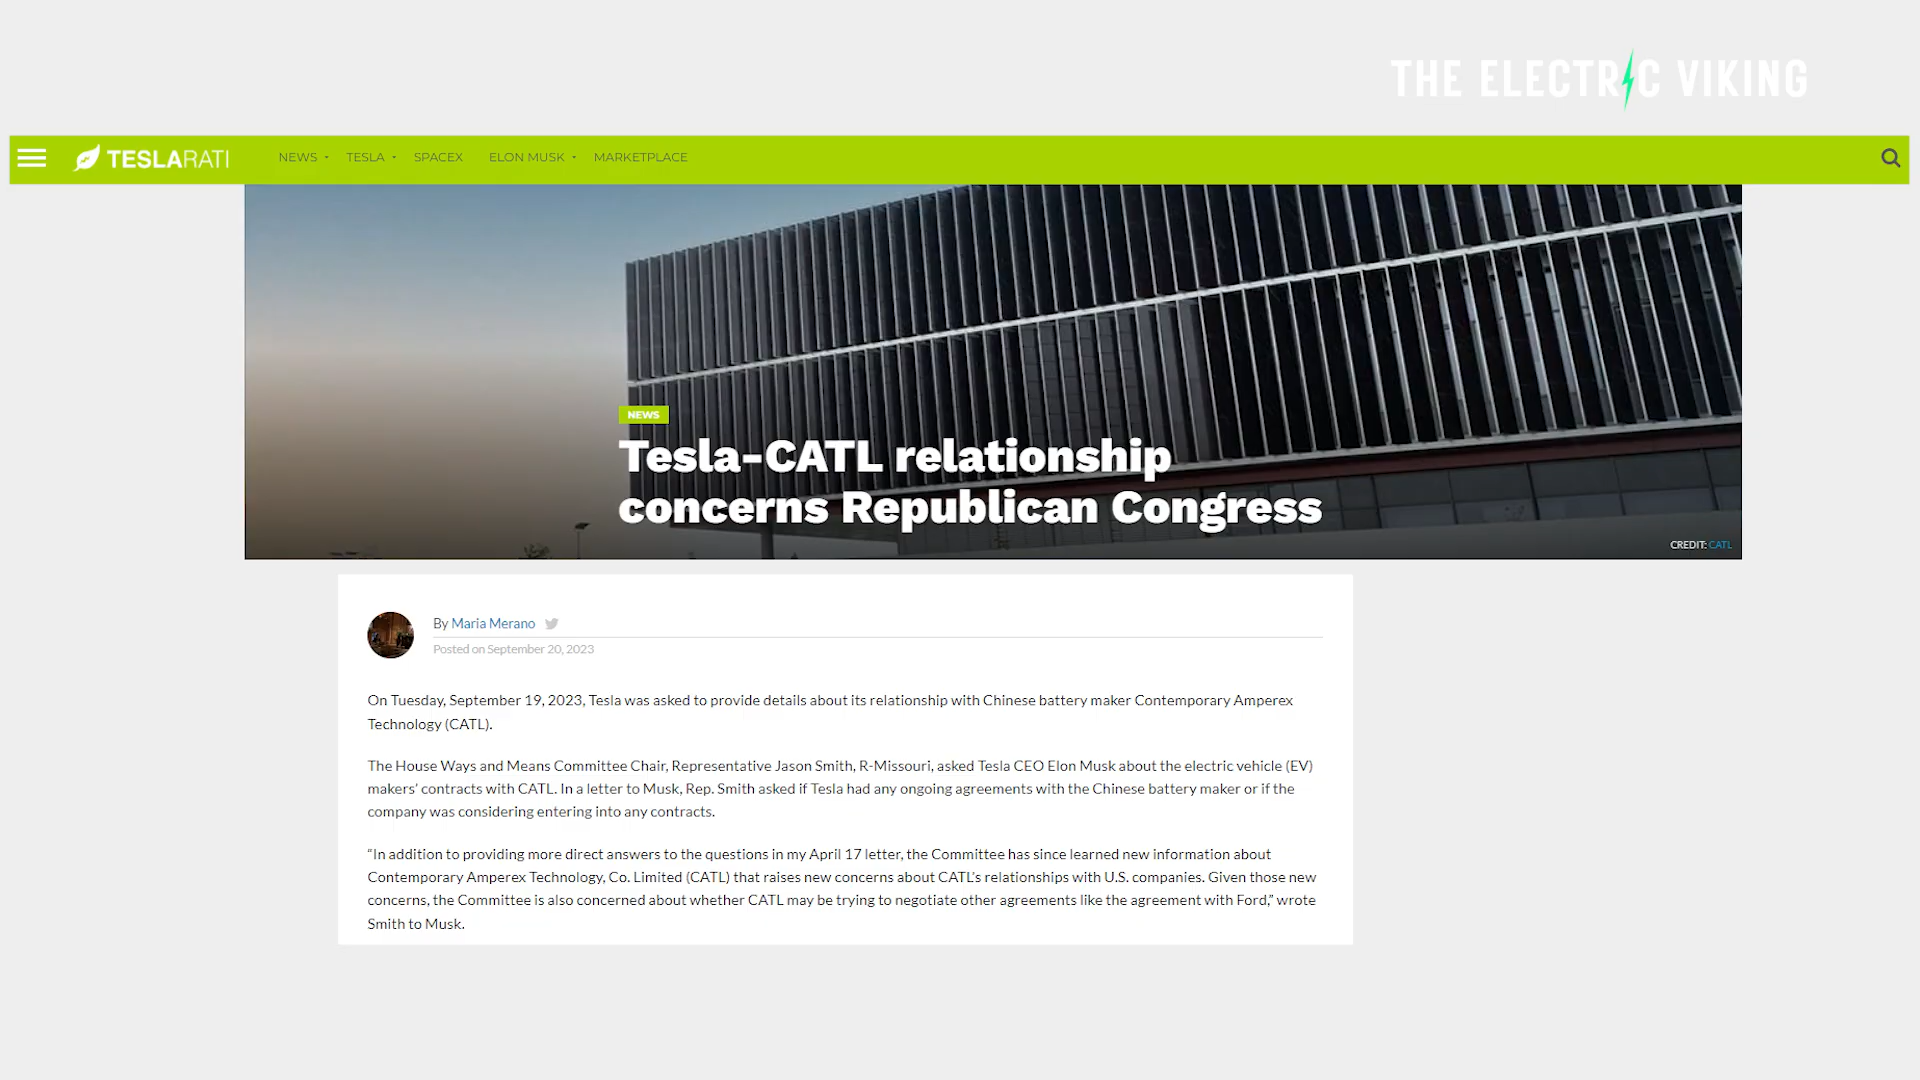 THE ELECTRIC VIKING
TESLARATI NEWS TESLA SPACEX ELON MUSK MARKETPLACE
NEWS
Tesla-CATL relationship
concerns Republican Congress
CREDIT: CATL
By Maria Merano
Posted on September 20, 2023
On Tuesday, September 19, 2023, Tesla was asked to provide details about its relationship with Chinese battery maker Contemporary Amperex
Technology (CATL).
The House Ways and Means Committee Chair, Representative Jason Smith, R-Missouri, asked Tesla CEO Elon Musk about the electric vehicle (EV)
makers’ contracts with CATL. In a letter to Musk, Rep. Smith asked if Tesla had any ongoing agreements with the Chinese battery maker or if the
company was considering entering into any contracts.
“In addition to providing more direct answers to the questions in my April 17 letter, the Committee has since learned new information about
Contemporary Amperex Technology, Co. Limited (CATL) that raises new concerns about CATL’s relationships with U.S. companies. Given those new
concerns, the Committee is also concerned about whether CATL may be trying to negotiate other agreements like the agreement with Ford,” wrote
Smith to Musk.